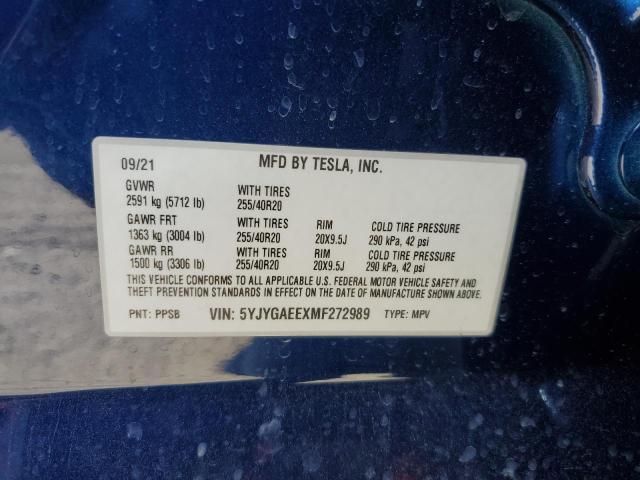 09/21 MFD BY TESLA, INC.
GVWR WITH TIRES
2591 kg (5712 lb) 255/40R20
GAWR FRT WITH TIRES RIM COLD TIRE PRESSURE
1363 kg (3004 lb) 255/40R20 20X9.5J 290 kPa, 42 psi
GAWR RR WITH TIRES RIM COLD TIRE PRESSURE
1500 kg (3306 lb) 255/40R20 20X9.5J 290 kPa, 42 psi
THIS VEHICLE CONFORMS TO ALL APPLICABLE U.S. FEDERAL MOTOR VEHICLE SAFETY AND
THEFT PREVENTION STANDARDS IN EFFECT ON THE DATE OF MANUFACTURE SHOWN ABOVE.
PNT: PPSB VIN: 5YJYGAEEXMF272989 TYPE: MPV